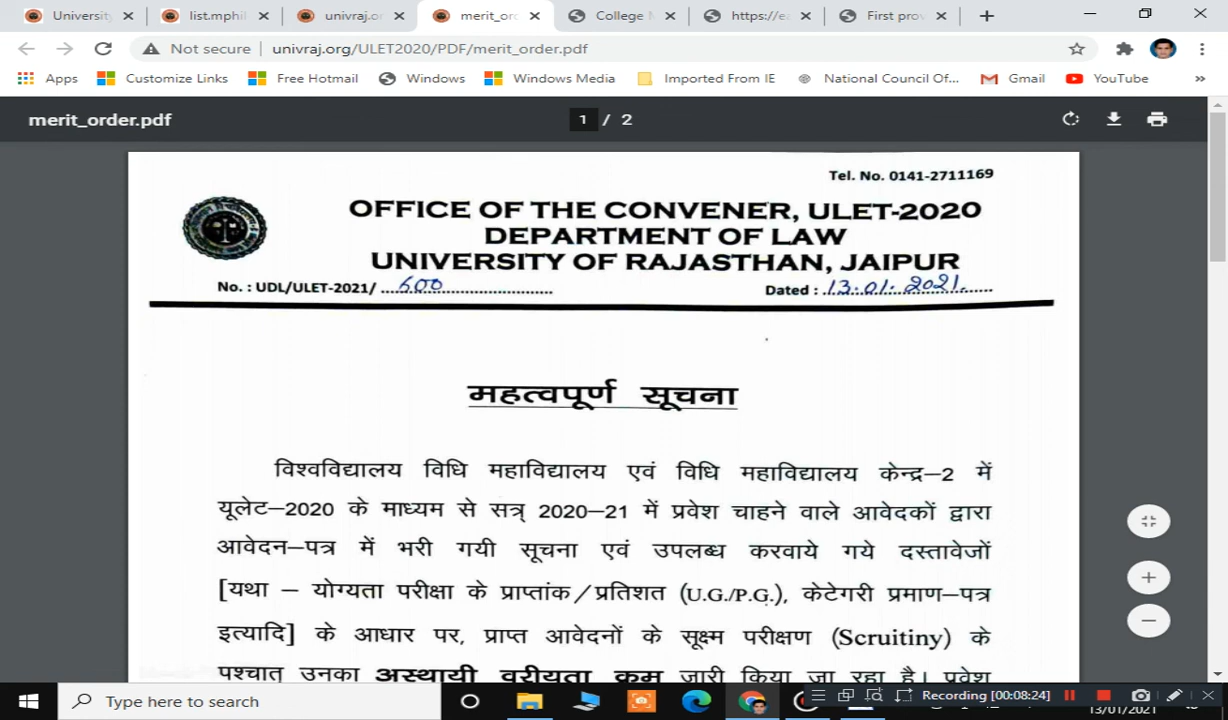 University
list.mphil
univraj.or
merit_ord
College M
https://ea
First prov
Not secure univraj.org/ULET2020/PDF/merit_order.pdf
Apps Customize Links Free Hotmail Windows Windows Media Imported From IE National Council Of... Gmail YouTube
merit_order.pdf 1 / 2
Tel. No. 0141-2711169
OFFICE OF THE CONVENER, ULET-2020
DEPARTMENT OF LAW
UNIVERSITY OF RAJASTHAN, JAIPUR
No. : UDL/ULET-2021/ ...600... Dated : .13.01.2021.
महत्वपूर्ण सूचना
विश्वविद्यालय विधि महाविद्यालय एवं विधि महाविद्यालय केन्द्र–2 में
यूलेट–2020 के माध्यम से सत्र् 2020–21 में प्रवेश चाहने वाले आवेदकों द्वारा
आवेदन–पत्र में भरी गयी सूचना एवं उपलब्ध करवाये गये दस्तावेजों
[यथा – योग्यता परीक्षा के प्राप्तांक/प्रतिशत (U.G./P.G.), केटेगरी प्रमाण–पत्र
इत्यादि] के आधार पर, प्राप्त आवेदनों के सूक्ष्म परीक्षण (Scruitiny) के
पश्चात उनका अस्थायी वरीयता क्रम जारी किया जा रहा है। प्रवेश
Type here to search
Recording [00:08:24]
13/01/2021